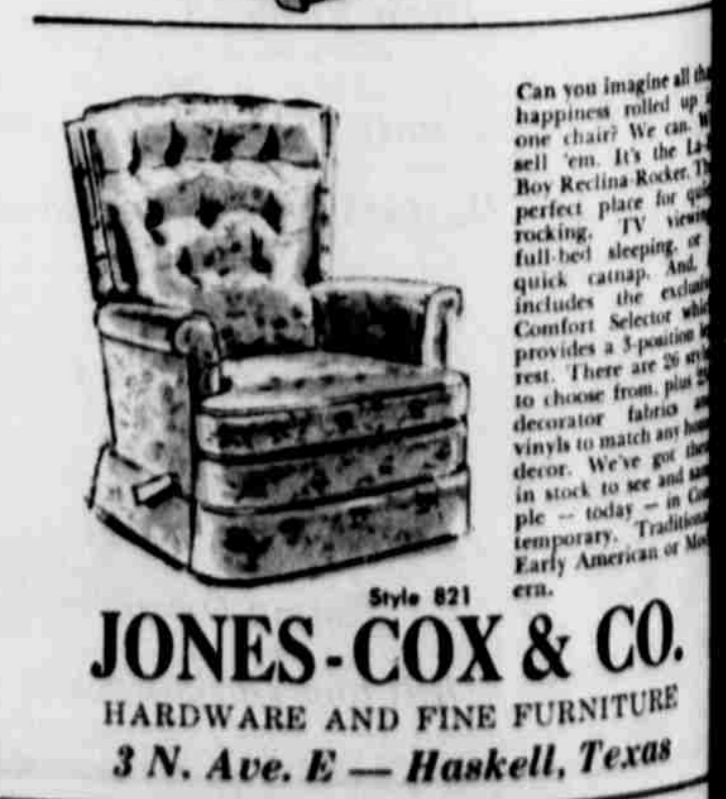 Can you imagine all
happiness rolled up
one chair? We can.
sell 'em. It's the La-
Boy Reclina-Rocker.
perfect place for
rocking, TV
full-bed sleeping, or
quick catnap. And,
includes the
Comfort Selector
provides a 3-position
rest. There are 26
to choose from, plus
decorator fabrics
vinyls to match any
decor. We've got
in stock to see and
ple -- today -- in
temporary, Tradition
Early American or Mod
ern.
Style 821
JONES-COX & CO.
HARDWARE AND FINE FURNITURE
3 N. Ave. E — Haskell, Texas